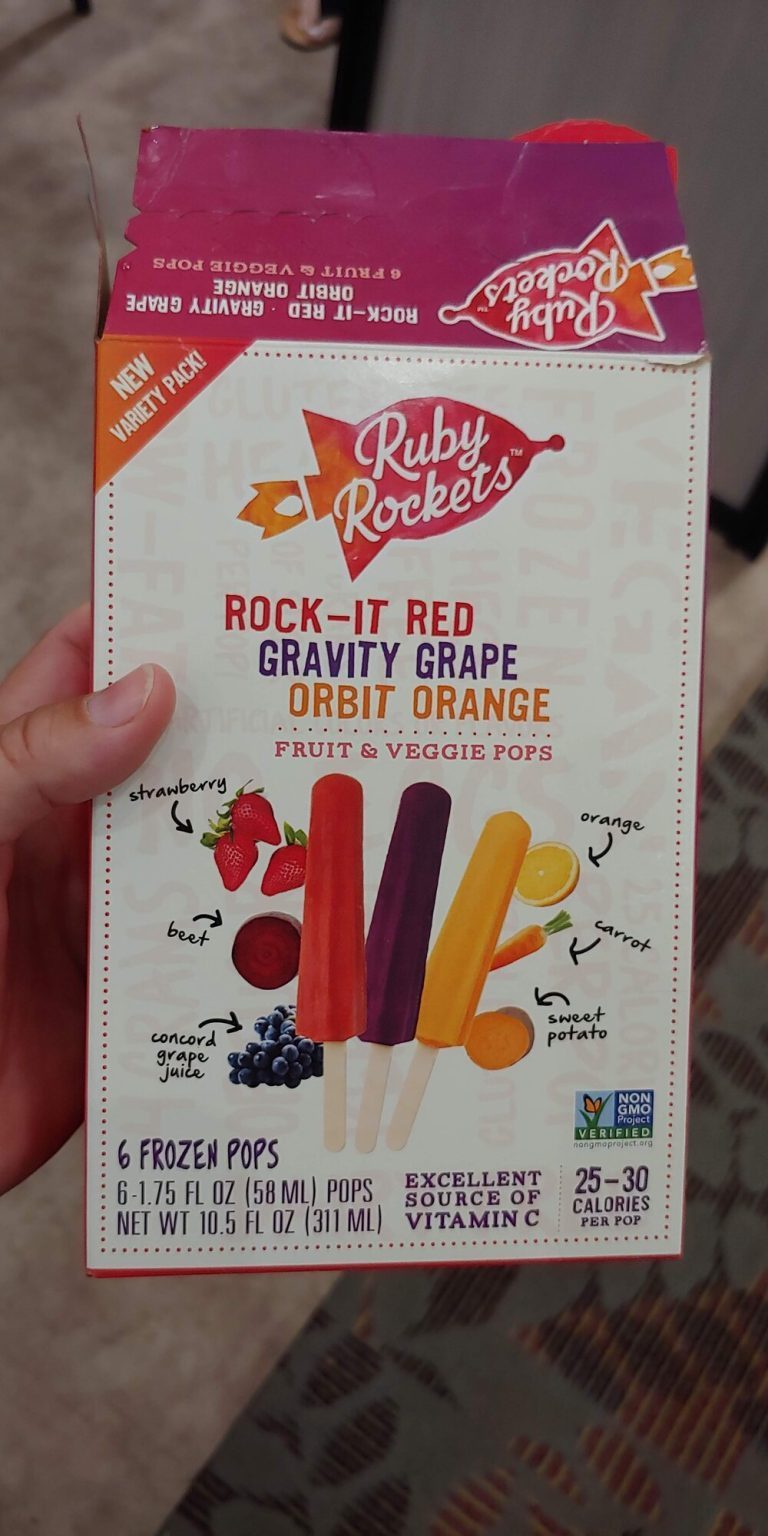 Ruby
Rockets™
ROCK-IT RED · GRAVITY GRAPE
ORBIT ORANGE
6 FRUIT & VEGGIE POPS
NEW
VARIETY PACK!
Ruby
Rockets™
ROCK-IT RED
GRAVITY GRAPE
ORBIT ORANGE
FRUIT & VEGGIE POPS
strawberry
beet
concord
grape
juice
orange
carrot
sweet
potato
NON
GMO
Project
VERIFIED
nongmoproject.org
6 FROZEN POPS
6-1.75 FL OZ (58 ML) POPS
NET WT 10.5 FL OZ (311 ML)
EXCELLENT
SOURCE OF
VITAMIN C
25-30
CALORIES
PER POP